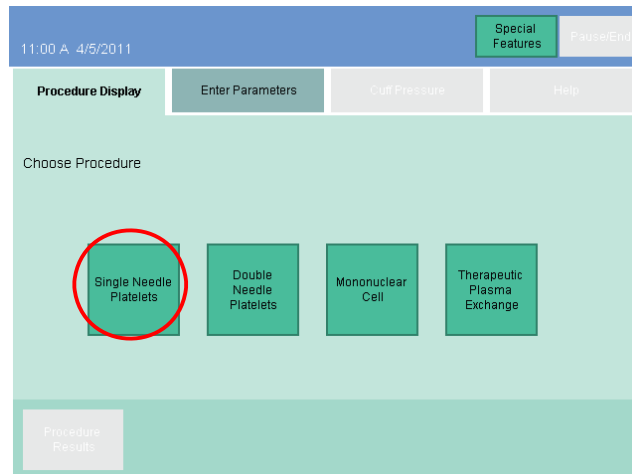 Special
Features
Pause/End
11:00 A 4/5/2011
Procedure Display
Enter Parameters
Cuff Pressure
Help
Choose Procedure
Single Needle
Platelets
Double
Needle
Platelets
Mononuclear
Cell
Therapeutic
Plasma
Exchange
Procedure
Results